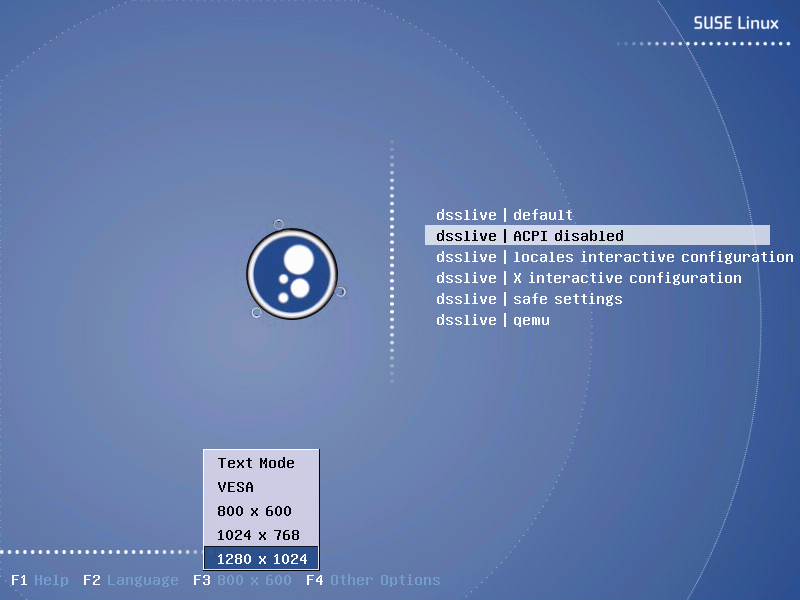 SUSE Linux
dsslive | default
dsslive | ACPI disabled
dsslive | locales interactive configuration
dsslive | X interactive configuration
dsslive | safe settings
dsslive | qemu
Text Mode
VESA
800 x 600
1024 x 768
1280 x 1024
F1 Help F2 Language F3 800 x 600 F4 Other Options